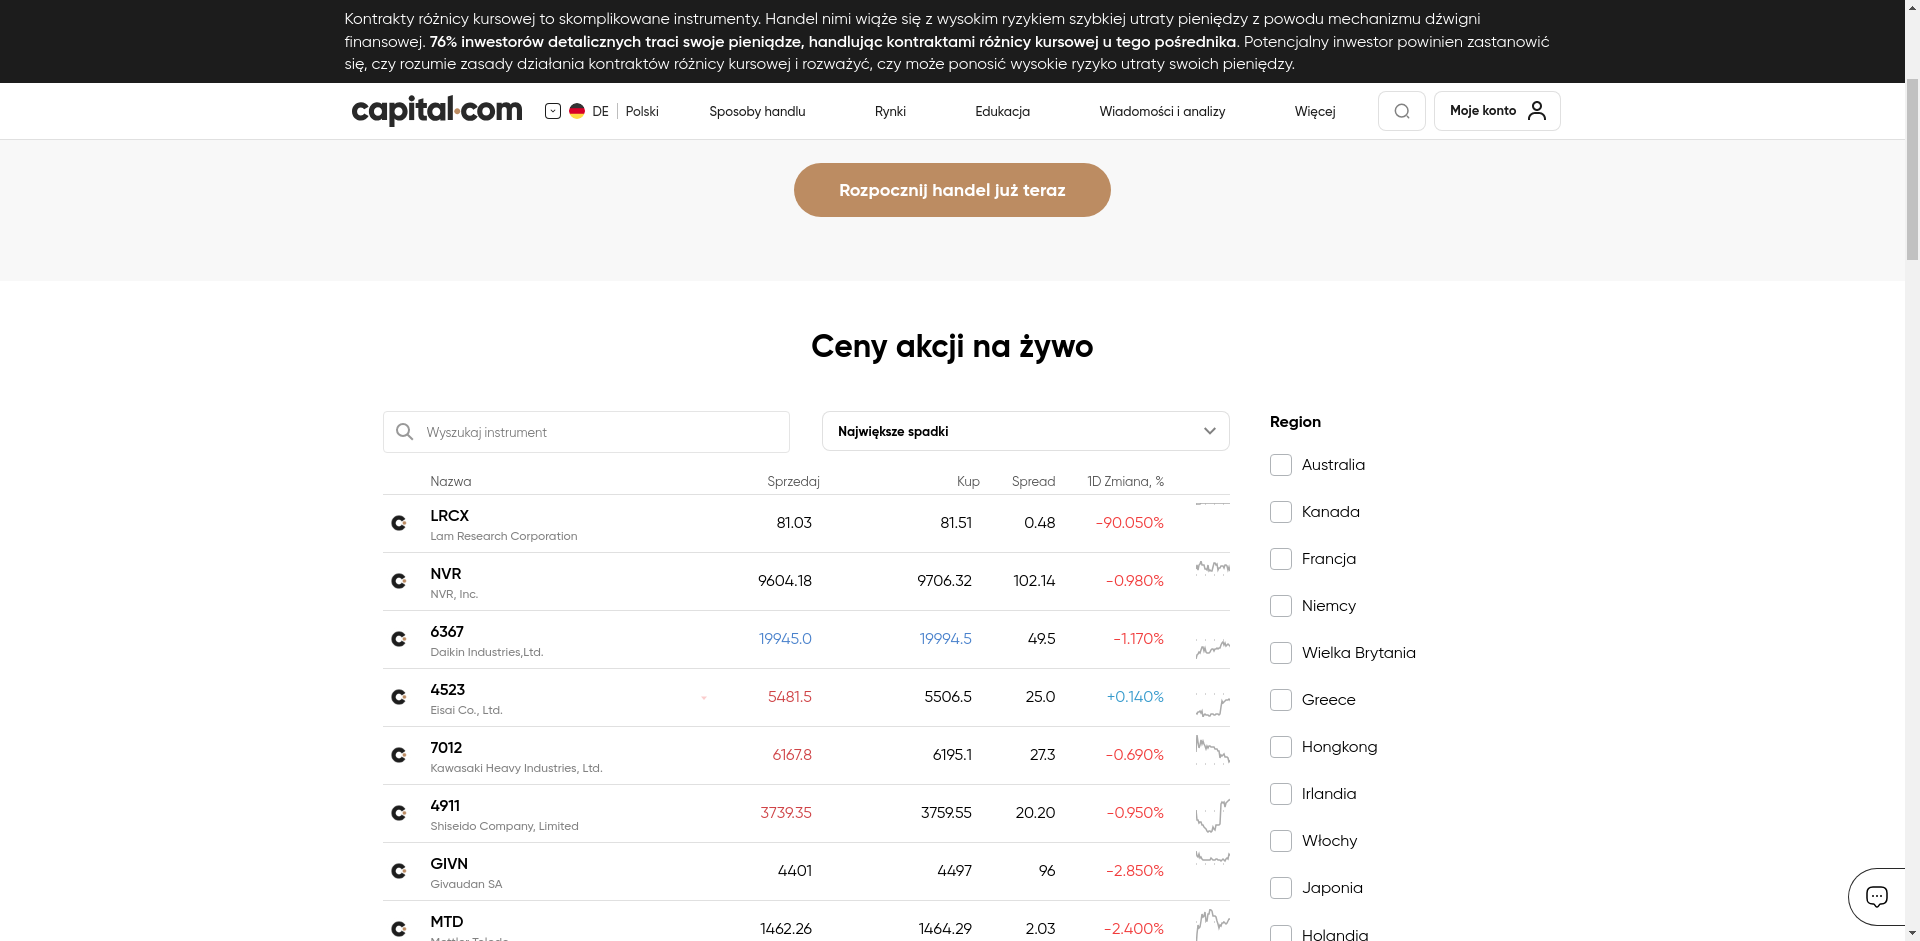 Kontrakty różnicy kursowej to skomplikowane instrumenty. Handel nimi wiąże się z wysokim ryzykiem szybkiej utraty pieniędzy z powodu mechanizmu dźwigni
finansowej. 76% inwestorów detalicznych traci swoje pieniądze, handlując kontraktami różnicy kursowej u tego pośrednika. Potencjalny inwestor powinien zastanowić
się, czy rozumie zasady działania kontraktów różnicy kursowej i rozważyć, czy może ponosić wysokie ryzyko utraty swoich pieniędzy.
capital.com DE Polski Sposoby handlu Rynki Edukacja Wiadomości i analizy Więcej Moje konto
Rozpocznij handel już teraz
Ceny akcji na żywo
Wyszukaj instrument
Największe spadki
Nazwa Sprzedaj Kup Spread 1D Zmiana, %
LRCX 81.03 81.51 0.48 -90.050%
Lam Research Corporation
NVR 9604.18 9706.32 102.14 -0.980%
NVR, Inc.
6367 19945.0 19994.5 49.5 -1.170%
Daikin Industries,Ltd.
4523 5481.5 5506.5 25.0 +0.140%
Eisai Co., Ltd.
7012 6167.8 6195.1 27.3 -0.690%
Kawasaki Heavy Industries, Ltd.
4911 3739.35 3759.55 20.20 -0.950%
Shiseido Company, Limited
GIVN 4401 4497 96 -2.850%
Givaudan SA
MTD 1462.26 1464.29 2.03 -2.400%
Region
Australia
Kanada
Francja
Niemcy
Wielka Brytania
Greece
Hongkong
Irlandia
Włochy
Japonia
Holandia